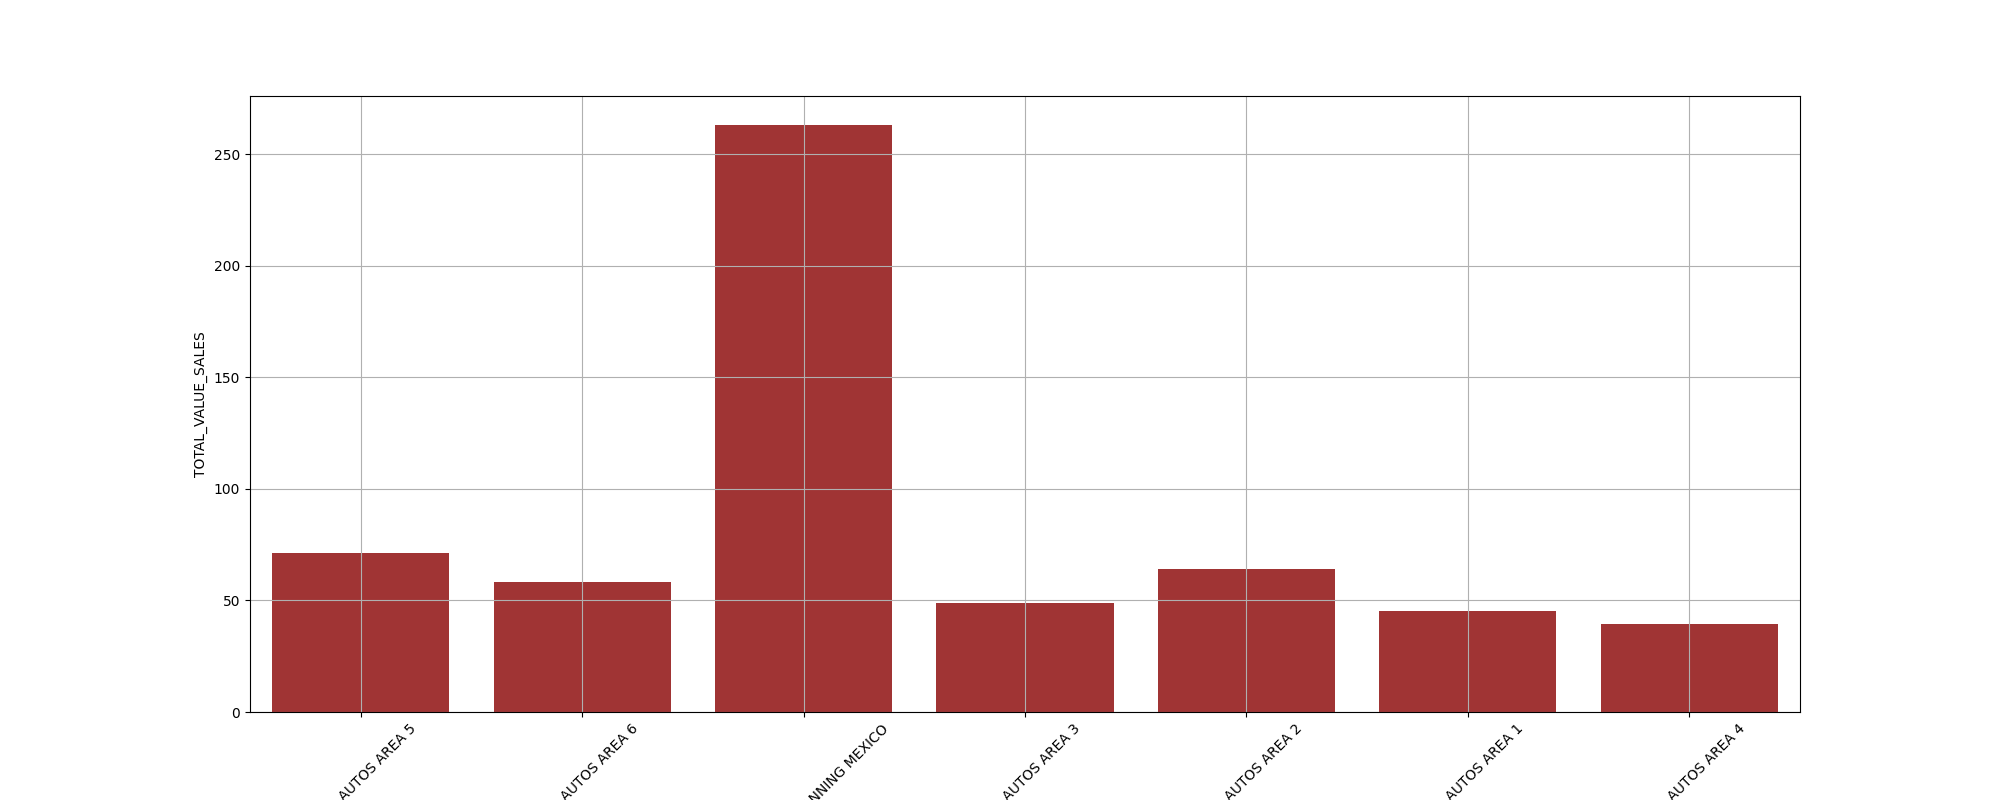 TOTAL_VALUE_SALES
250
200
150
100
50
0
AUTOS AREA 5
AUTOS AREA 6
NNING MEXICO
AUTOS AREA 3
AUTOS AREA 2
AUTOS AREA 1
AUTOS AREA 4